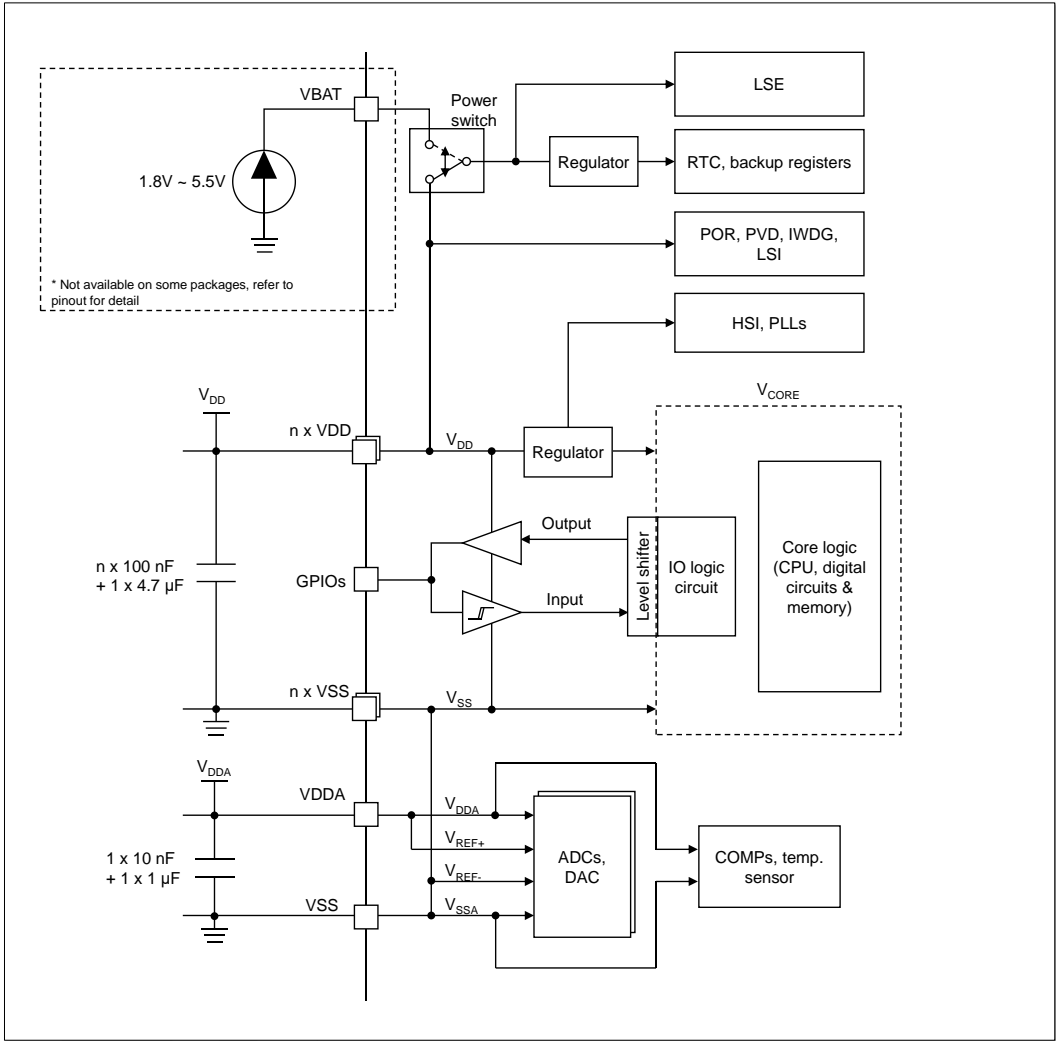 VBAT
Power
switch
LSE
1.8V ~ 5.5V
Regulator
RTC, backup registers
POR, PVD, IWDG,
LSI
* Not available on some packages, refer to
pinout for detail
HSI, PLLs
VDD
n x VDD
VDD
Regulator
VCORE
n x 100 nF
+ 1 x 4.7 µF
GPIOs
Output
Input
Level shifter
IO logic
circuit
Core logic
(CPU, digital
circuits &
memory)
n x VSS
VSS
VDDA
VDDA
VDDA
VREF+
VREF-
VSSA
1 x 10 nF
+ 1 x 1 µF
VSS
ADCs,
DAC
COMPs, temp.
sensor